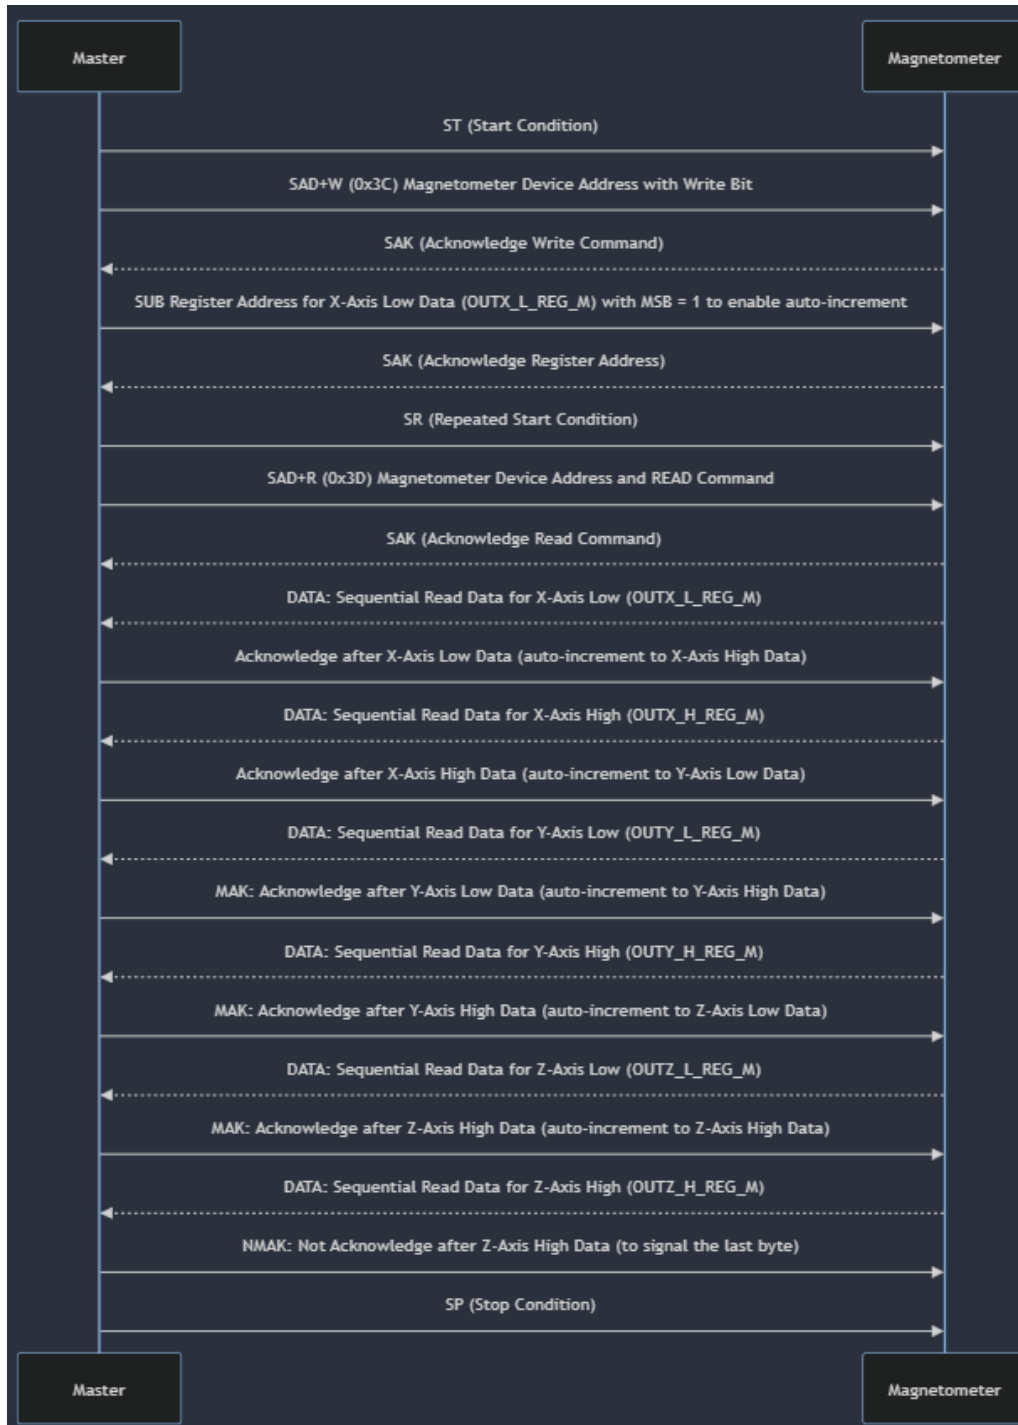 Master
Magnetometer
ST (Start Condition)
SAD+W (0x3C) Magnetometer Device Address with Write Bit
SAK (Acknowledge Write Command)
SUB Register Address for X-Axis Low Data (OUTX_L_REG_M) with MSB = 1 to enable auto-increment
SAK (Acknowledge Register Address)
SR (Repeated Start Condition)
SAD+R (0x3D) Magnetometer Device Address and READ Command
SAK (Acknowledge Read Command)
DATA: Sequential Read Data for X-Axis Low (OUTX_L_REG_M)
Acknowledge after X-Axis Low Data (auto-increment to X-Axis High Data)
DATA: Sequential Read Data for X-Axis High (OUTX_H_REG_M)
Acknowledge after X-Axis High Data (auto-increment to Y-Axis Low Data)
DATA: Sequential Read Data for Y-Axis Low (OUTY_L_REG_M)
MAK: Acknowledge after Y-Axis Low Data (auto-increment to Y-Axis High Data)
DATA: Sequential Read Data for Y-Axis High (OUTY_H_REG_M)
MAK: Acknowledge after Y-Axis High Data (auto-increment to Z-Axis Low Data)
DATA: Sequential Read Data for Z-Axis Low (OUTZ_L_REG_M)
MAK: Acknowledge after Z-Axis High Data (auto-increment to Z-Axis High Data)
DATA: Sequential Read Data for Z-Axis High (OUTZ_H_REG_M)
NMAK: Not Acknowledge after Z-Axis High Data (to signal the last byte)
SP (Stop Condition)
Master
Magnetometer